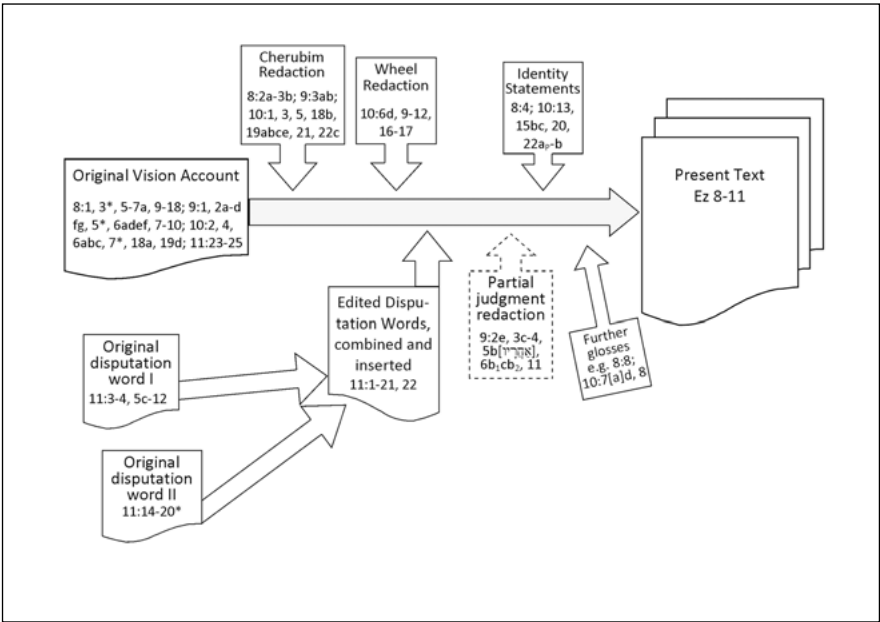 Cherubim
Redaction
8:2a-3b; 9:3ab;
10:1, 3, 5, 18b,
19abce, 21, 22c
Wheel
Redaction
10:6d, 9-12,
16-17
Identity
Statements
8:4; 10:13,
15bc, 20,
22aₚ-b
Original Vision Account
8:1, 3*, 5-7a, 9-18; 9:1, 2a-d
fg, 5*, 6adef, 7-10; 10:2, 4,
6abc, 7*, 18a, 19d; 11:23-25
Present Text
Ez 8-11
Edited Dispu-
tation Words,
combined and
inserted
11:1-21, 22
Partial
judgment
redaction
9:2e, 3c-4,
5b[אַחֲרָיו],
6b₁cb₂, 11
Further
glosses
e.g. 8:8;
10:7[a]d, 8
Original
disputation
word I
11:3-4, 5c-12
Original
disputation
word II
11:14-20*